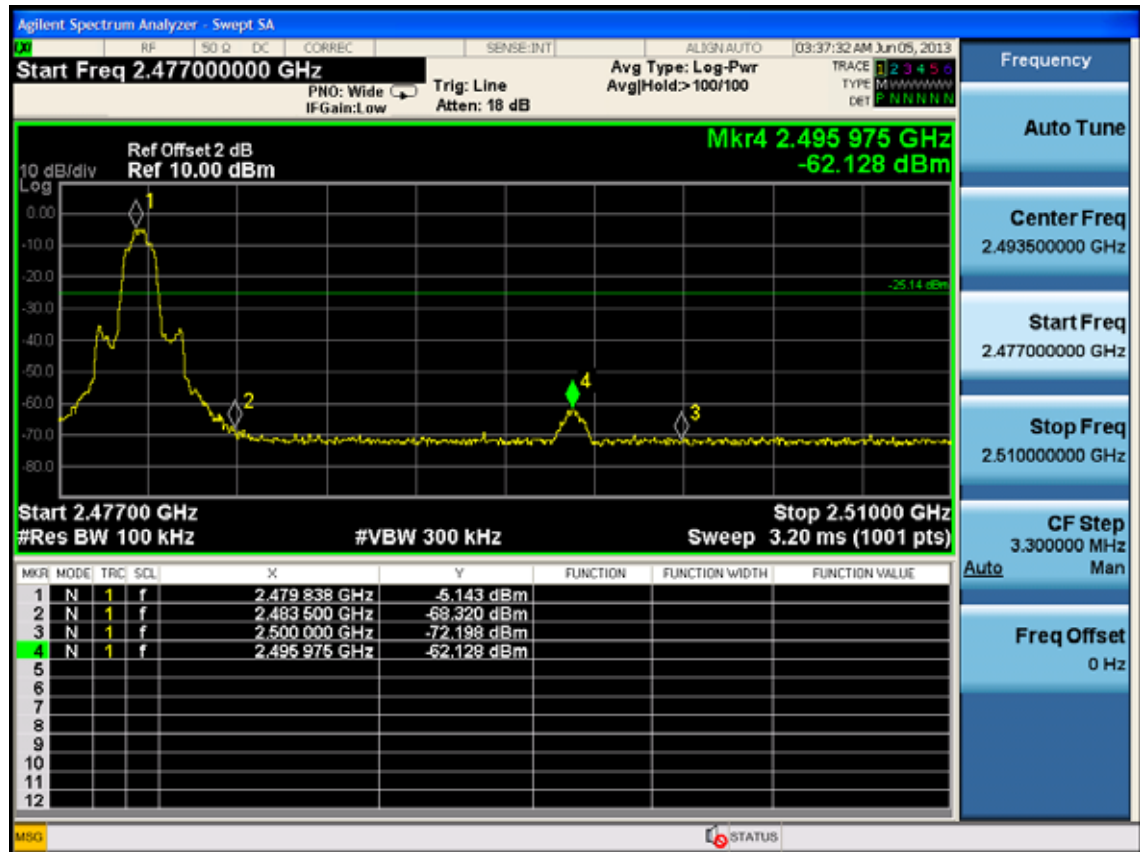 Agilent Spectrum Analyzer - Swept SA
RF 50 Ω DC CORREC SENSE:INT ALIGN AUTO 03:37:32 AM Jun 05, 2013
Start Freq 2.477000000 GHz
PNO: Wide
IFGain:Low
Trig: Line
Atten: 18 dB
Avg Type: Log-Pwr
Avg|Hold:>100/100
TRACE 1 2 3 4 5 6
TYPE M
DET P N N N N N
Mkr4 2.495 975 GHz
-62.128 dBm
Ref Offset 2 dB
10 dB/div Ref 10.00 dBm
Log
1
0.00
-10.0
-20.0
-25.14 dBm
-30.0
-40.0
-50.0
4
-60.0
2
3
-70.0
-80.0
Start 2.47700 GHz Stop 2.51000 GHz
#Res BW 100 kHz #VBW 300 kHz Sweep 3.20 ms (1001 pts)
MKR MODE TRC SCL X Y FUNCTION FUNCTION WIDTH FUNCTION VALUE
1 N 1 f 2.479 838 GHz -5.143 dBm
2 N 1 f 2.483 500 GHz -68.320 dBm
3 N 1 f 2.500 000 GHz -72.198 dBm
4 N 1 f 2.495 975 GHz -62.128 dBm
5
6
7
8
9
10
11
12
MSG STATUS
Frequency
Auto Tune
Center Freq
2.493500000 GHz
Start Freq
2.477000000 GHz
Stop Freq
2.510000000 GHz
CF Step
3.300000 MHz
Auto Man
Freq Offset
0 Hz